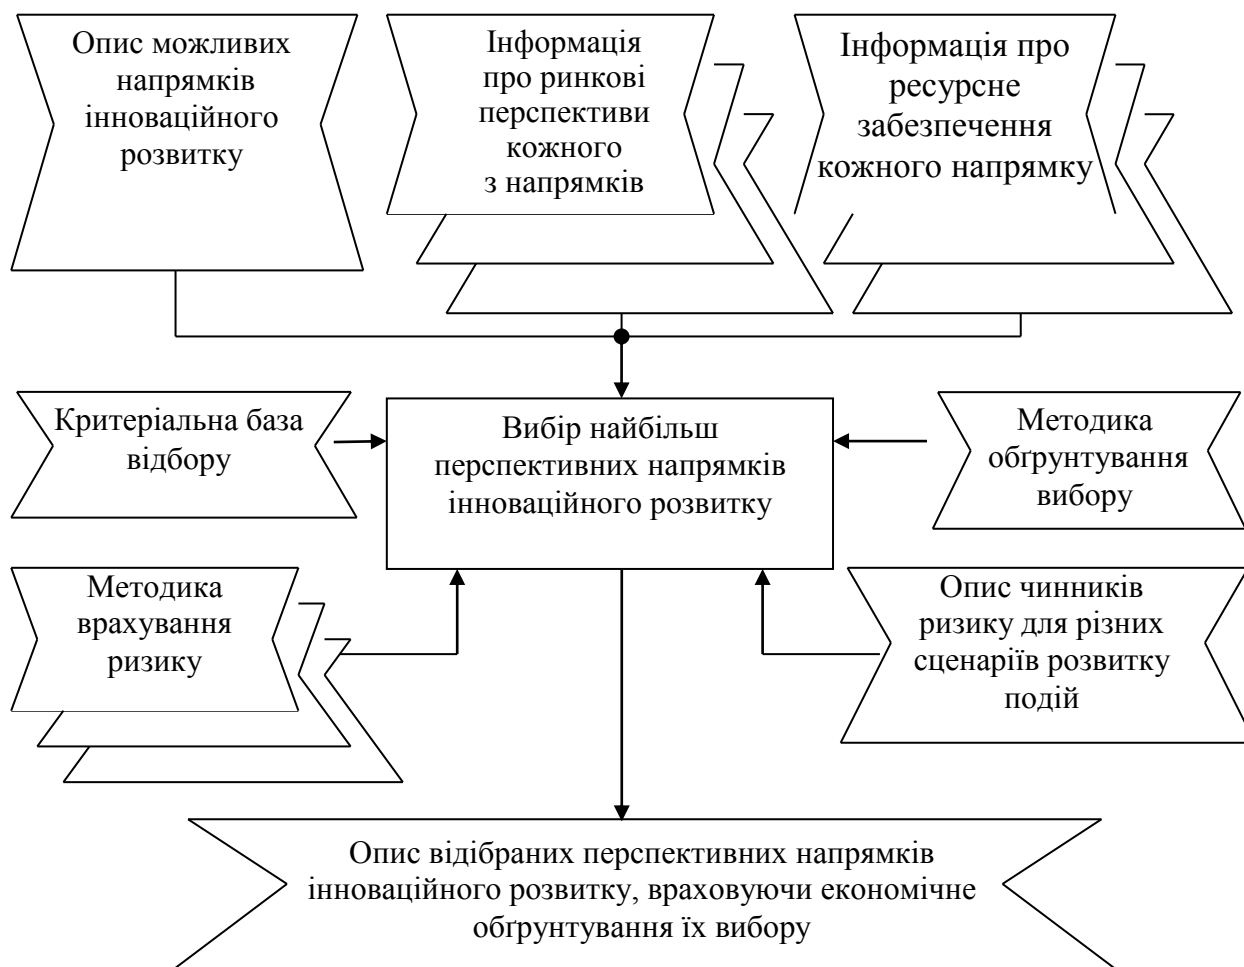 Опис можливих
напрямків
інноваційного
розвитку
Інформація
про ринкові
перспективи
кожного
з напрямків
Інформація про
ресурсне
забезпечення
кожного напрямку
Критеріальна база
відбору
Вибір найбільш
перспективних напрямків
інноваційного розвитку
Методика
обґрунтування
вибору
Методика
врахування
ризику
Опис чинників
ризику для різних
сценаріїв розвитку
подій
Опис відібраних перспективних напрямків
інноваційного розвитку, враховуючи економічне
обґрунтування їх вибору